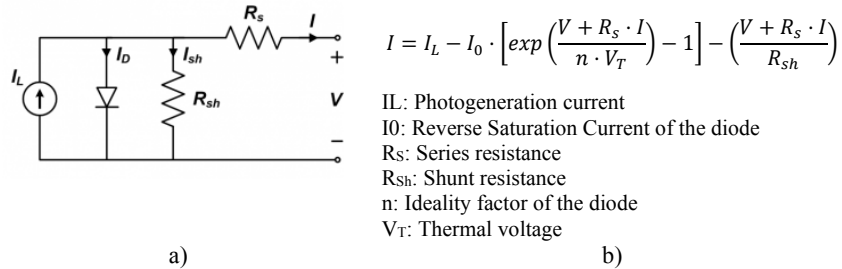 R_s
I
I_D
I_sh
+
I_L
R_sh
V
−
a)
I = I_L − I_0 · [exp((V + R_s · I)/(n · V_T)) − 1] − ((V + R_s · I)/R_sh)
IL: Photogeneration current
I0: Reverse Saturation Current of the diode
Rs: Series resistance
RSh: Shunt resistance
n: Ideality factor of the diode
VT: Thermal voltage
b)